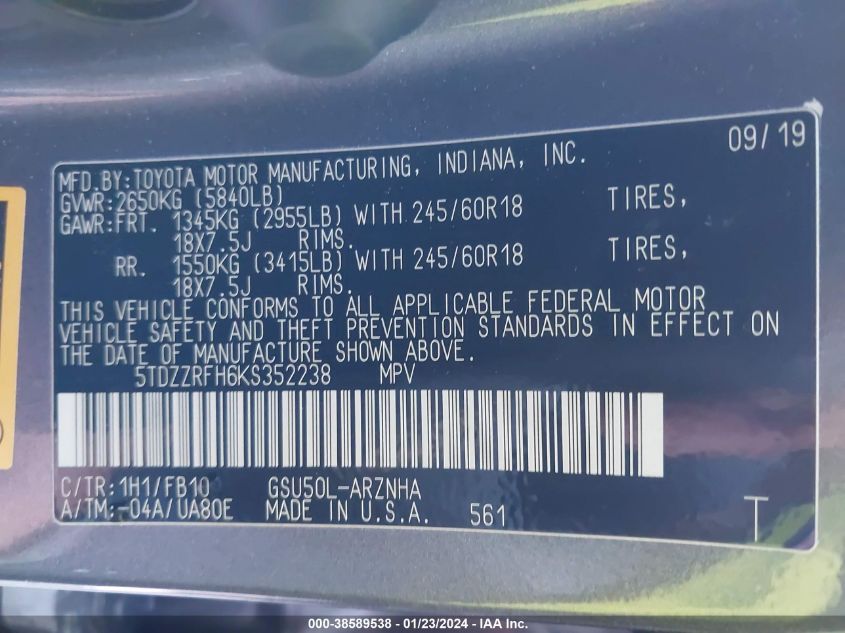 09/19
MFD.BY:TOYOTA MOTOR MANUFACTURING, INDIANA, INC.
GVWR:2650KG (5840LB)
GAWR:FRT. 1345KG (2955LB) WITH 245/60R18 TIRES,
18X7.5J RIMS.
RR. 1550KG (3415LB) WITH 245/60R18 TIRES,
18X7.5J RIMS.
THIS VEHICLE CONFORMS TO ALL APPLICABLE FEDERAL MOTOR
VEHICLE SAFETY AND THEFT PREVENTION STANDARDS IN EFFECT ON
THE DATE OF MANUFACTURE SHOWN ABOVE.
5TDZZRFH6KS352238 MPV
C/TR:1H1/FB10 GSU50L-ARZNHA
A/TM:-04A/UA80E MADE IN U.S.A. 561 T
000-38589538 - 01/23/2024 - IAA Inc.